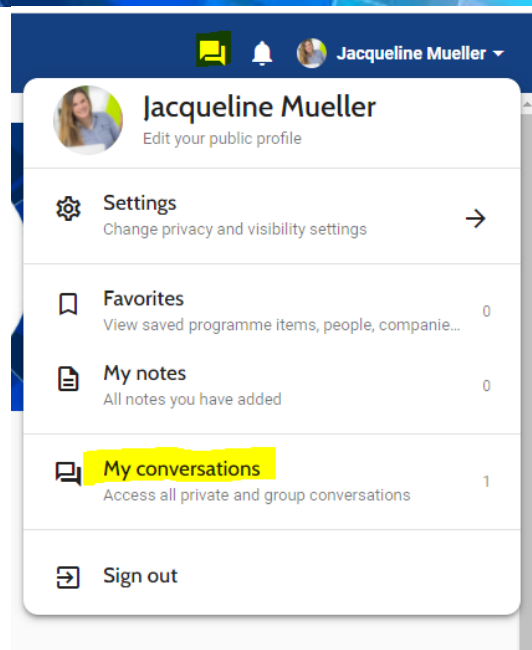 Jacqueline Mueller
Jacqueline Mueller
Edit your public profile
Settings
Change privacy and visibility settings
Favorites
View saved programme items, people, companie...
0
My notes
All notes you have added
0
My conversations
Access all private and group conversations
1
Sign out